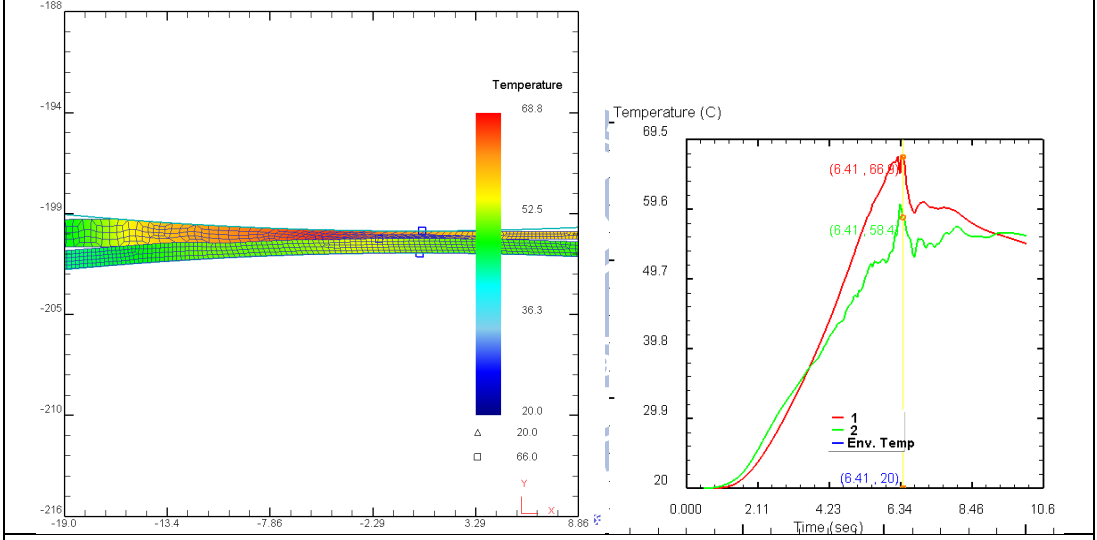 -188
-194
-199
-205
-210
-216
-19.0 -13.4 -7.86 -2.29 3.29 8.86
Temperature
68.8
52.5
36.3
20.0
△ 20.0
□ 66.0
Y
X
Temperature (C)
69.5
59.6
49.7
39.8
29.9
20
(6.41 , 66.9)
(6.41 , 58.4)
1
2
Env. Temp
(6.41 , 20)
0.000 2.11 4.23 6.34 8.46 10.6
Time (sec)